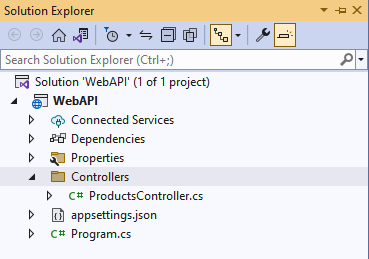 Solution Explorer
Search Solution Explorer (Ctrl+;)
Solution 'WebAPI' (1 of 1 project)
WebAPI
Connected Services
Dependencies
Properties
Controllers
C# ProductsController.cs
appsettings.json
C# Program.cs